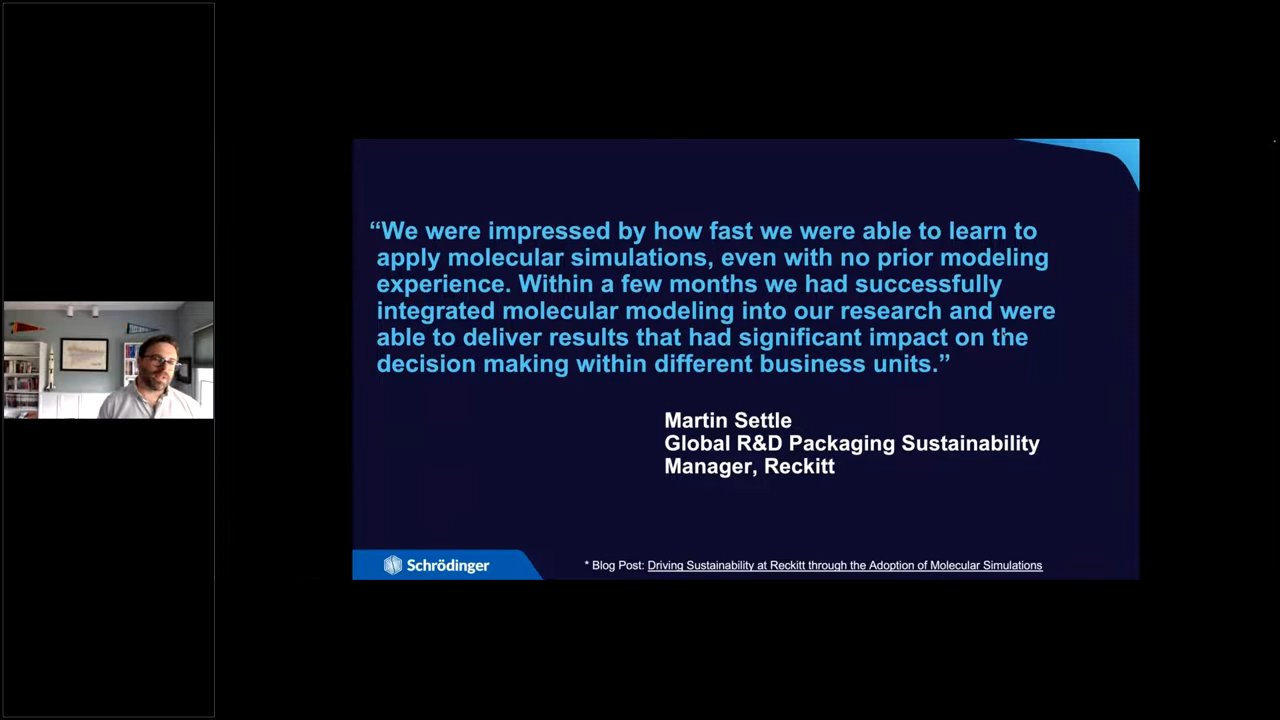 “We were impressed by how fast we were able to learn to
apply molecular simulations, even with no prior modeling
experience. Within a few months we had successfully
integrated molecular modeling into our research and were
able to deliver results that had significant impact on the
decision making within different business units.”
Martin Settle
Global R&D Packaging Sustainability
Manager, Reckitt
Schrödinger
* Blog Post: Driving Sustainability at Reckitt through the Adoption of Molecular Simulations